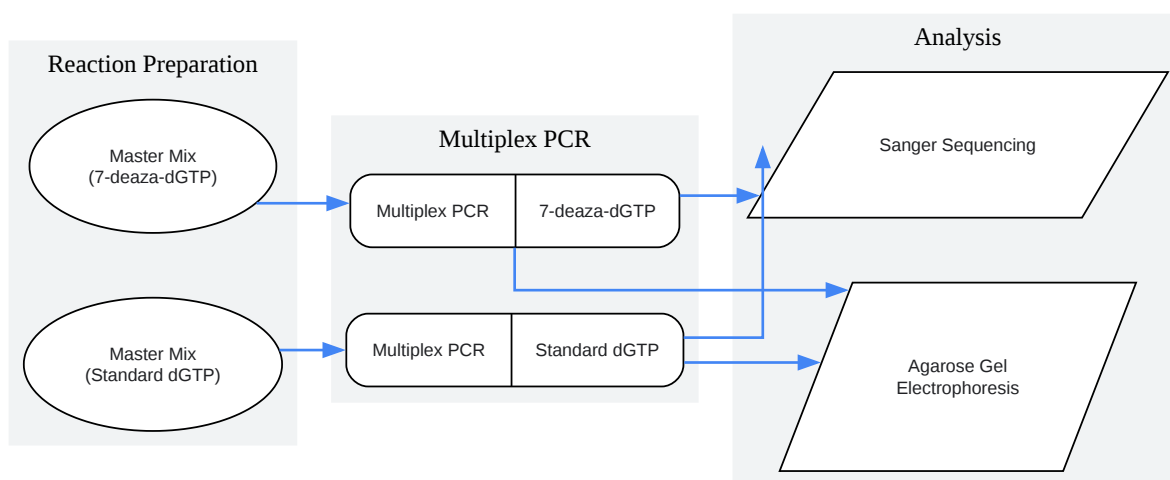 Reaction Preparation
Master Mix
(7-deaza-dGTP)
Master Mix
(Standard dGTP)
Multiplex PCR
Multiplex PCR
7-deaza-dGTP
Multiplex PCR
Standard dGTP
Analysis
Sanger Sequencing
Agarose Gel
Electrophoresis